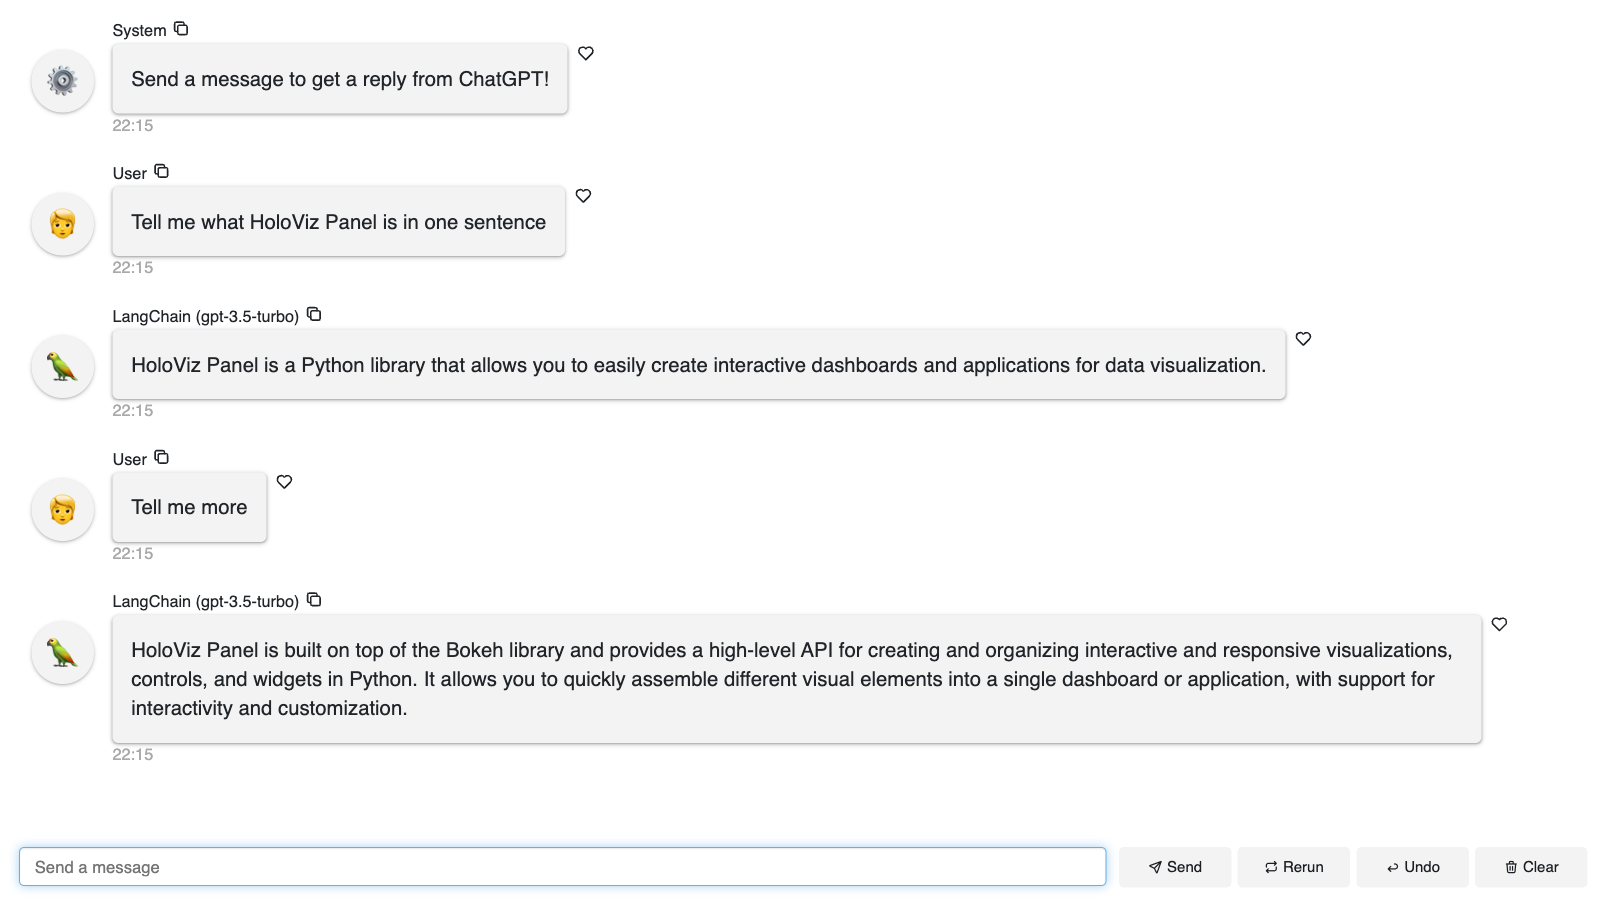 System
Send a message to get a reply from ChatGPT!
22:15
User
Tell me what HoloViz Panel is in one sentence
22:15
LangChain (gpt-3.5-turbo)
HoloViz Panel is a Python library that allows you to easily create interactive dashboards and applications for data visualization.
22:15
User
Tell me more
22:15
LangChain (gpt-3.5-turbo)
HoloViz Panel is built on top of the Bokeh library and provides a high-level API for creating and organizing interactive and responsive visualizations,
controls, and widgets in Python. It allows you to quickly assemble different visual elements into a single dashboard or application, with support for
interactivity and customization.
22:15
Send a message Send Rerun Undo Clear